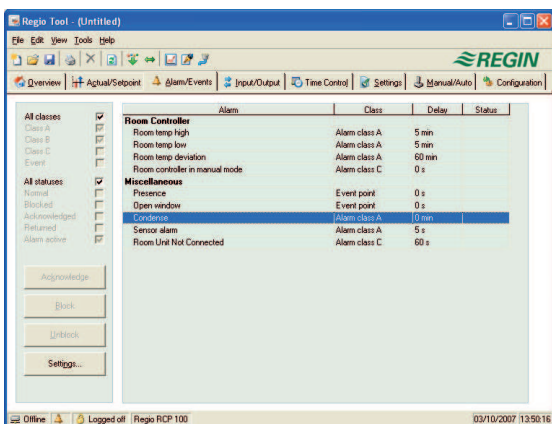 Regio Tool - (Untitled)
File Edit View Tools Help
REGIN
Overview Actual/Setpoint Alarm/Events Input/Output Time Control Settings Manual/Auto Configuration
Alarm Class Delay Status
All classes
Class A
Class B
Class C
Event
All statuses
Normal
Blocked
Acknowledged
Returned
Alarm active
Acknowledge
Block
Unblock
Settings...
Room Controller
Room temp high Alarm class A 5 min
Room temp low Alarm class A 5 min
Room temp deviation Alarm class A 60 min
Room controller in manual mode Alarm class C 0 s
Miscellaneous
Presence Event point 0 s
Open window Event point 0 s
Condense Alarm class A 0 min
Sensor alarm Alarm class A 5 s
Room Unit Not Connected Alarm class C 60 s
Offline Logged off Regio RCP 100 03/10/2007 13:50:16